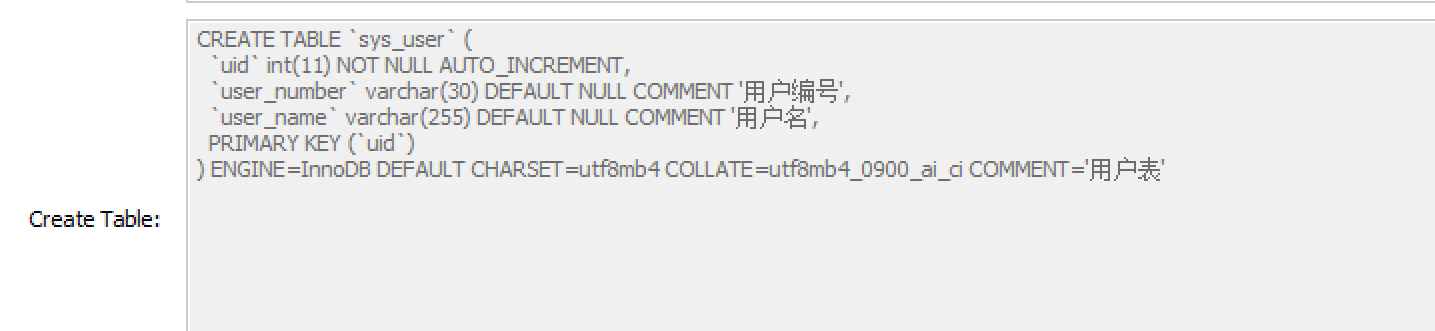 CREATE TABLE `sys_user` (
`uid` int(11) NOT NULL AUTO_INCREMENT,
`user_number` varchar(30) DEFAULT NULL COMMENT '用户编号',
`user_name` varchar(255) DEFAULT NULL COMMENT '用户名',
PRIMARY KEY (`uid`)
) ENGINE=InnoDB DEFAULT CHARSET=utf8mb4 COLLATE=utf8mb4_0900_ai_ci COMMENT='用户表'
Create Table: